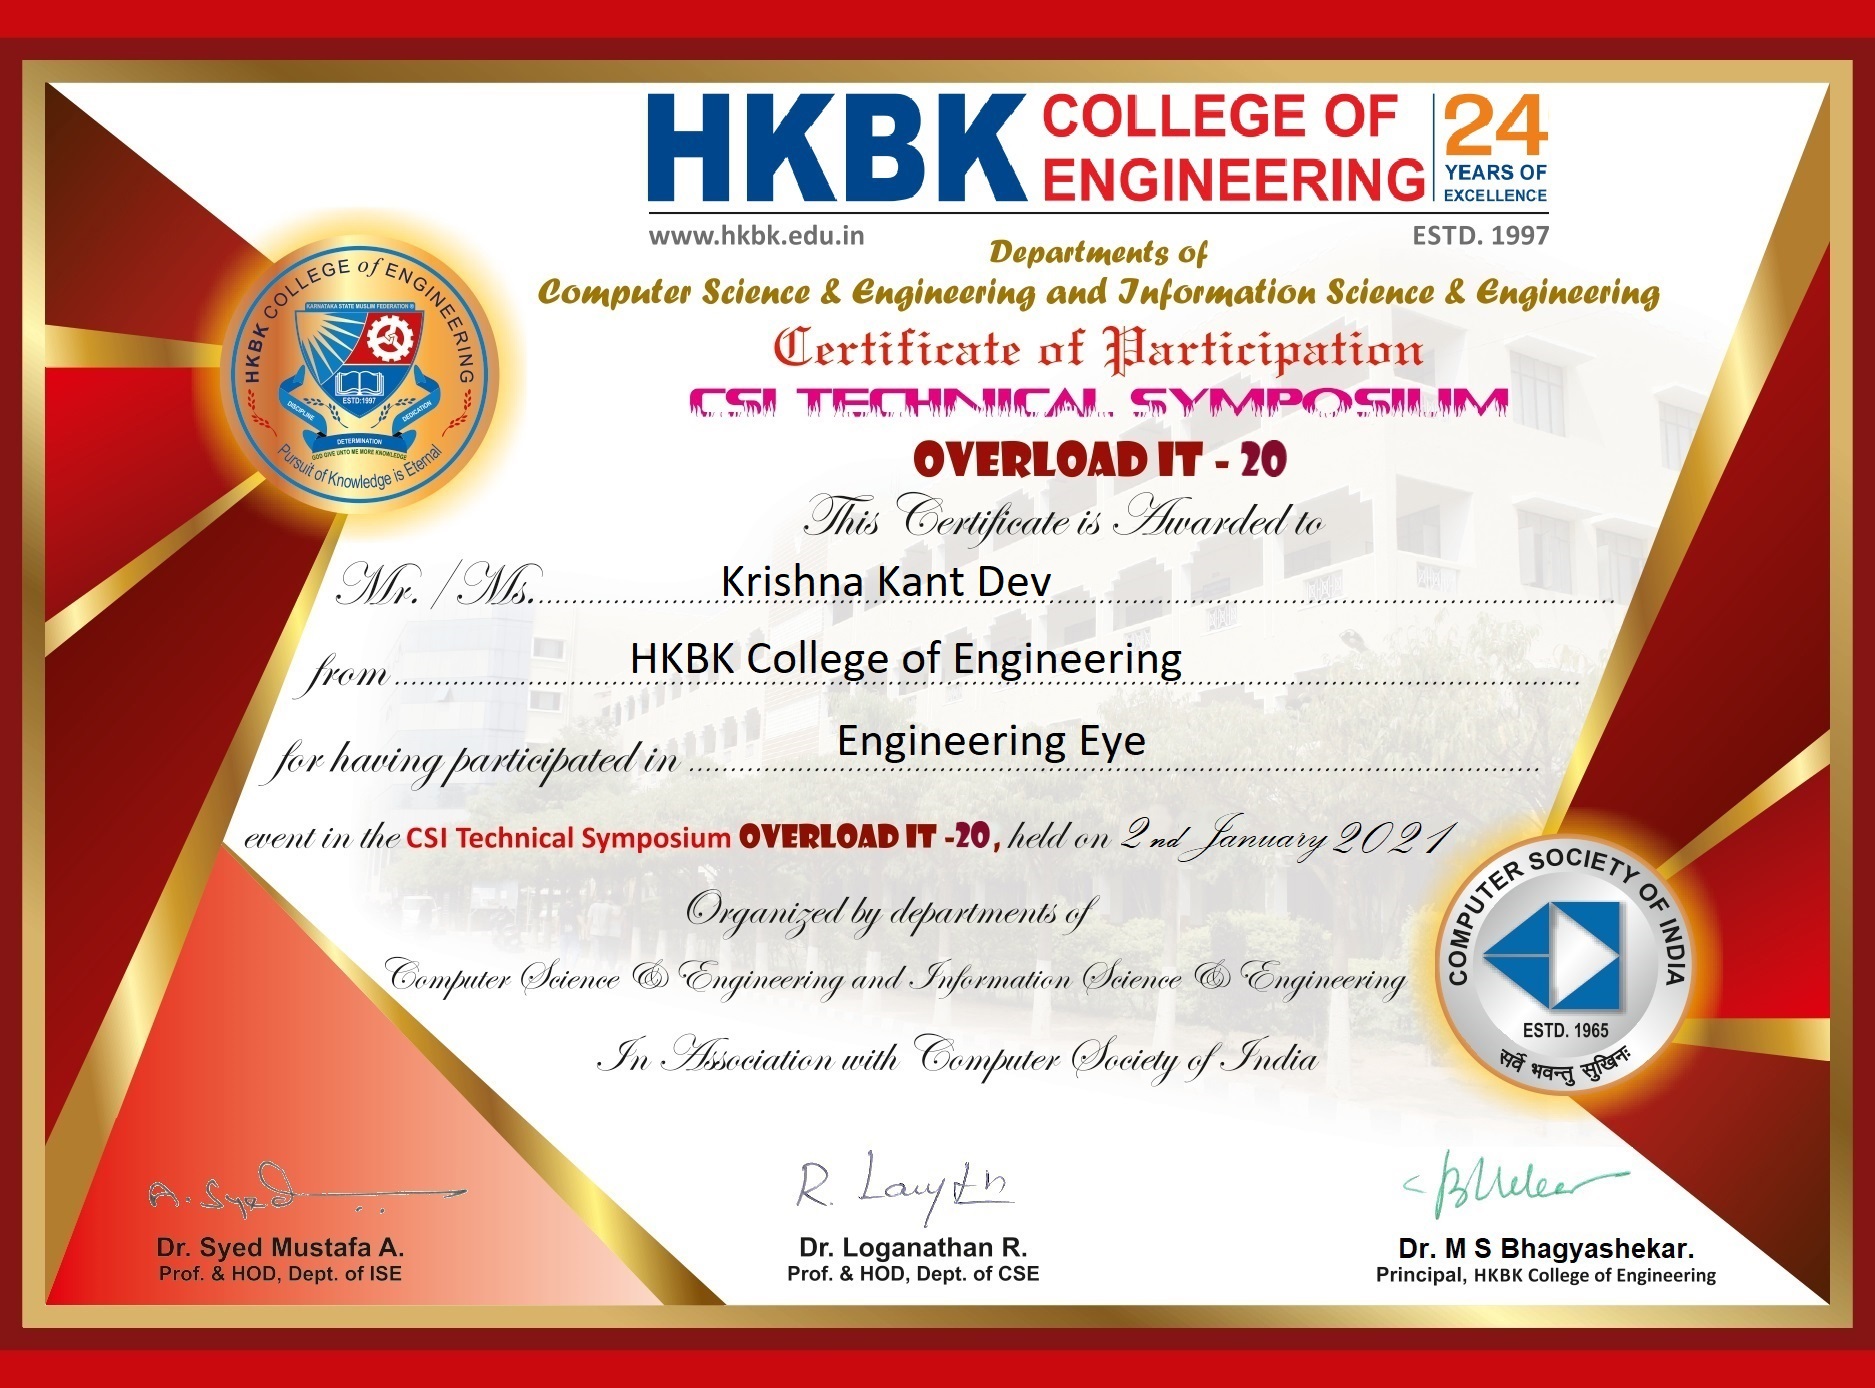 HKBK COLLEGE OF ENGINEERING
24 YEARS OF EXCELLENCE
www.hkbk.edu.in
ESTD. 1997
Departments of
Computer Science & Engineering and Information Science & Engineering
Certificate of Participation
CSI TECHNICAL SYMPOSIUM
OVERLOAD IT - 20
HKBK COLLEGE of ENGINEERING
KARNATAKA STATE MUSLIM FEDERATION ®
ESTD:1997
DISCIPLINE
DEDICATION
DETERMINATION
GOD GIVE UNTO ME MORE KNOWLEDGE
Pursuit of Knowledge is Eternal
This Certificate is Awarded to
Mr. / Ms. Krishna Kant Dev
from HKBK College of Engineering
for having participated in Engineering Eye
event in the CSI Technical Symposium OVERLOAD IT -20, held on 2nd January 2021
Organized by departments of
Computer Science & Engineering and Information Science & Engineering
In Association with Computer Society of India
COMPUTER SOCIETY OF INDIA
ESTD. 1965
सर्वे भवन्तु सुखिनः
A. Syed
Dr. Syed Mustafa A.
Prof. & HOD, Dept. of ISE
Dr. Loganathan R.
Prof. & HOD, Dept. of CSE
Dr. M S Bhagyashekar.
Principal, HKBK College of Engineering